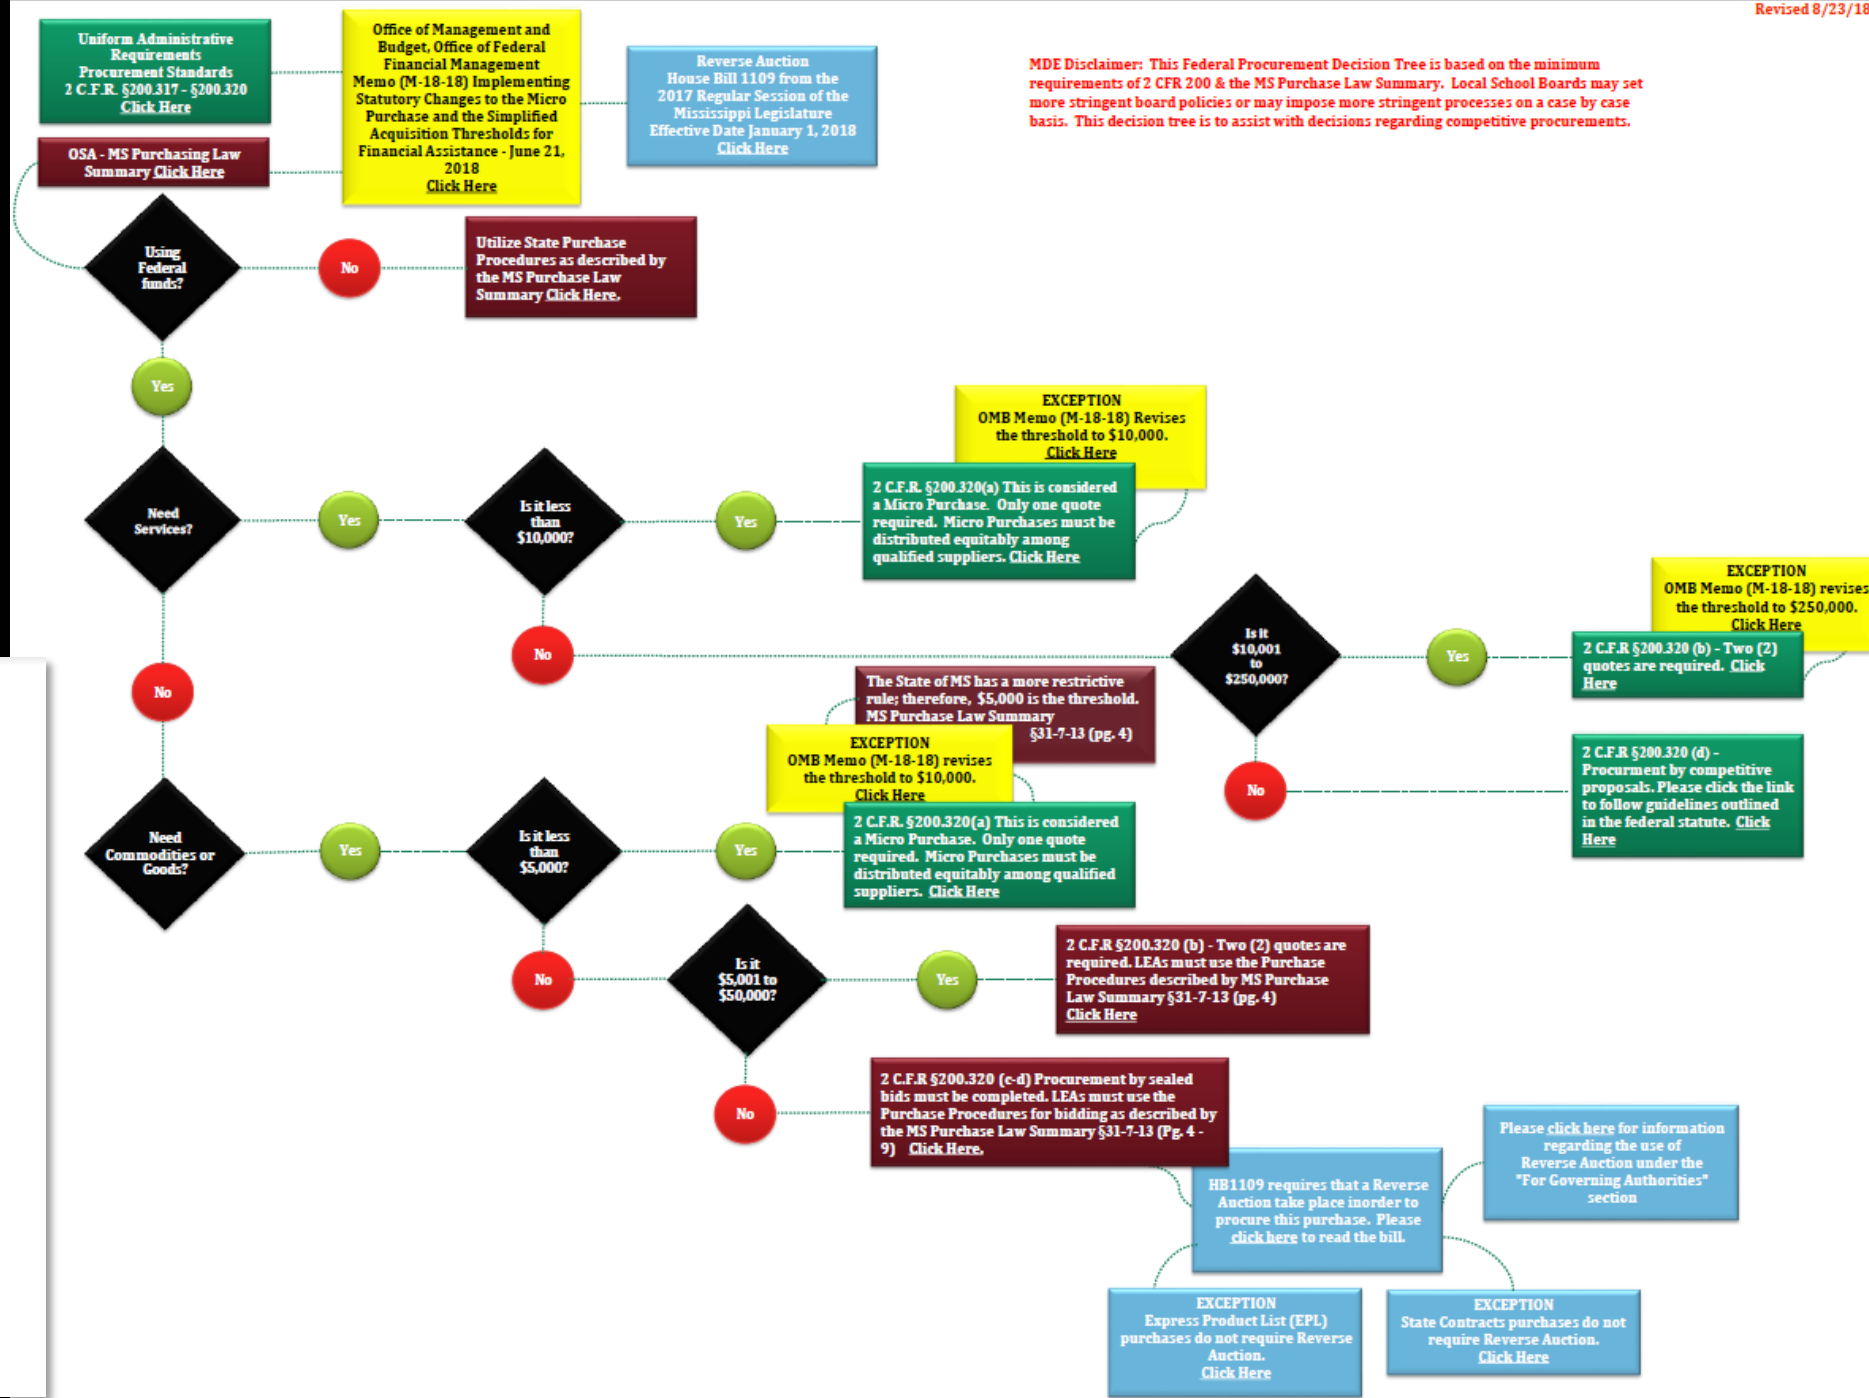 Revised 8/23/18
Uniform Administrative
Requirements
Procurement Standards
2 C.F.R. §200.317 - §200.320
Click Here
Office of Management and
Budget, Office of Federal
Financial Management
Memo (M-18-18) Implementing
Statutory Changes to the Micro
Purchase and the Simplified
Acquisition Thresholds for
Financial Assistance - June 21,
2018
Click Here
Reverse Auction
House Bill 1109 from the
2017 Regular Session of the
Mississippi Legislature
Effective Date January 1, 2018
Click Here
MDE Disclaimer: This Federal Procurement Decision Tree is based on the minimum
requirements of 2 CFR 200 & the MS Purchase Law Summary. Local School Boards may set
more stringent board policies or may impose more stringent processes on a case by case
basis. This decision tree is to assist with decisions regarding competitive procurements.
OSA - MS Purchasing Law
Summary Click Here
Using
Federal
funds?
No
Utilize State Purchase
Procedures as described by
the MS Purchase Law
Summary Click Here.
Yes
Need
Services?
Yes
Is it less
than
$10,000?
Yes
EXCEPTION
OMB Memo (M-18-18) Revises
the threshold to $10,000.
Click Here
2 C.F.R. §200.320(a) This is considered
a Micro Purchase. Only one quote
required. Micro Purchases must be
distributed equitably among
qualified suppliers. Click Here
No
Is it
$10,001
to
$250,000?
Yes
EXCEPTION
OMB Memo (M-18-18) revises
the threshold to $250,000.
Click Here
2 C.F.R §200.320 (b) - Two (2)
quotes are required. Click
Here
No
2 C.F.R §200.320 (d) -
Procurment by competitive
proposals. Please click the link
to follow guidelines outlined
in the federal statute. Click
Here
No
Need
Commodities or
Goods?
Yes
Is it less
than
$5,000?
Yes
The State of MS has a more restrictive
rule; therefore, $5,000 is the threshold.
MS Purchase Law Summary
§31-7-13 (pg. 4)
EXCEPTION
OMB Memo (M-18-18) revises
the threshold to $10,000.
Click Here
2 C.F.R. §200.320(a) This is considered
a Micro Purchase. Only one quote
required. Micro Purchases must be
distributed equitably among qualified
suppliers. Click Here
No
Is it
$5,001 to
$50,000?
Yes
2 C.F.R §200.320 (b) - Two (2) quotes are
required. LEAs must use the Purchase
Procedures described by MS Purchase
Law Summary §31-7-13 (pg. 4)
Click Here
No
2 C.F.R §200.320 (c-d) Procurement by sealed
bids must be completed. LEAs must use the
Purchase Procedures for bidding as described by
the MS Purchase Law Summary §31-7-13 (Pg. 4 -
9) Click Here.
HB1109 requires that a Reverse
Auction take place inorder to
procure this purchase. Please
click here to read the bill.
Please click here for information
regarding the use of
Reverse Auction under the
"For Governing Authorities"
section
EXCEPTION
Express Product List (EPL)
purchases do not require Reverse
Auction.
Click Here
EXCEPTION
State Contracts purchases do not
require Reverse Auction.
Click Here